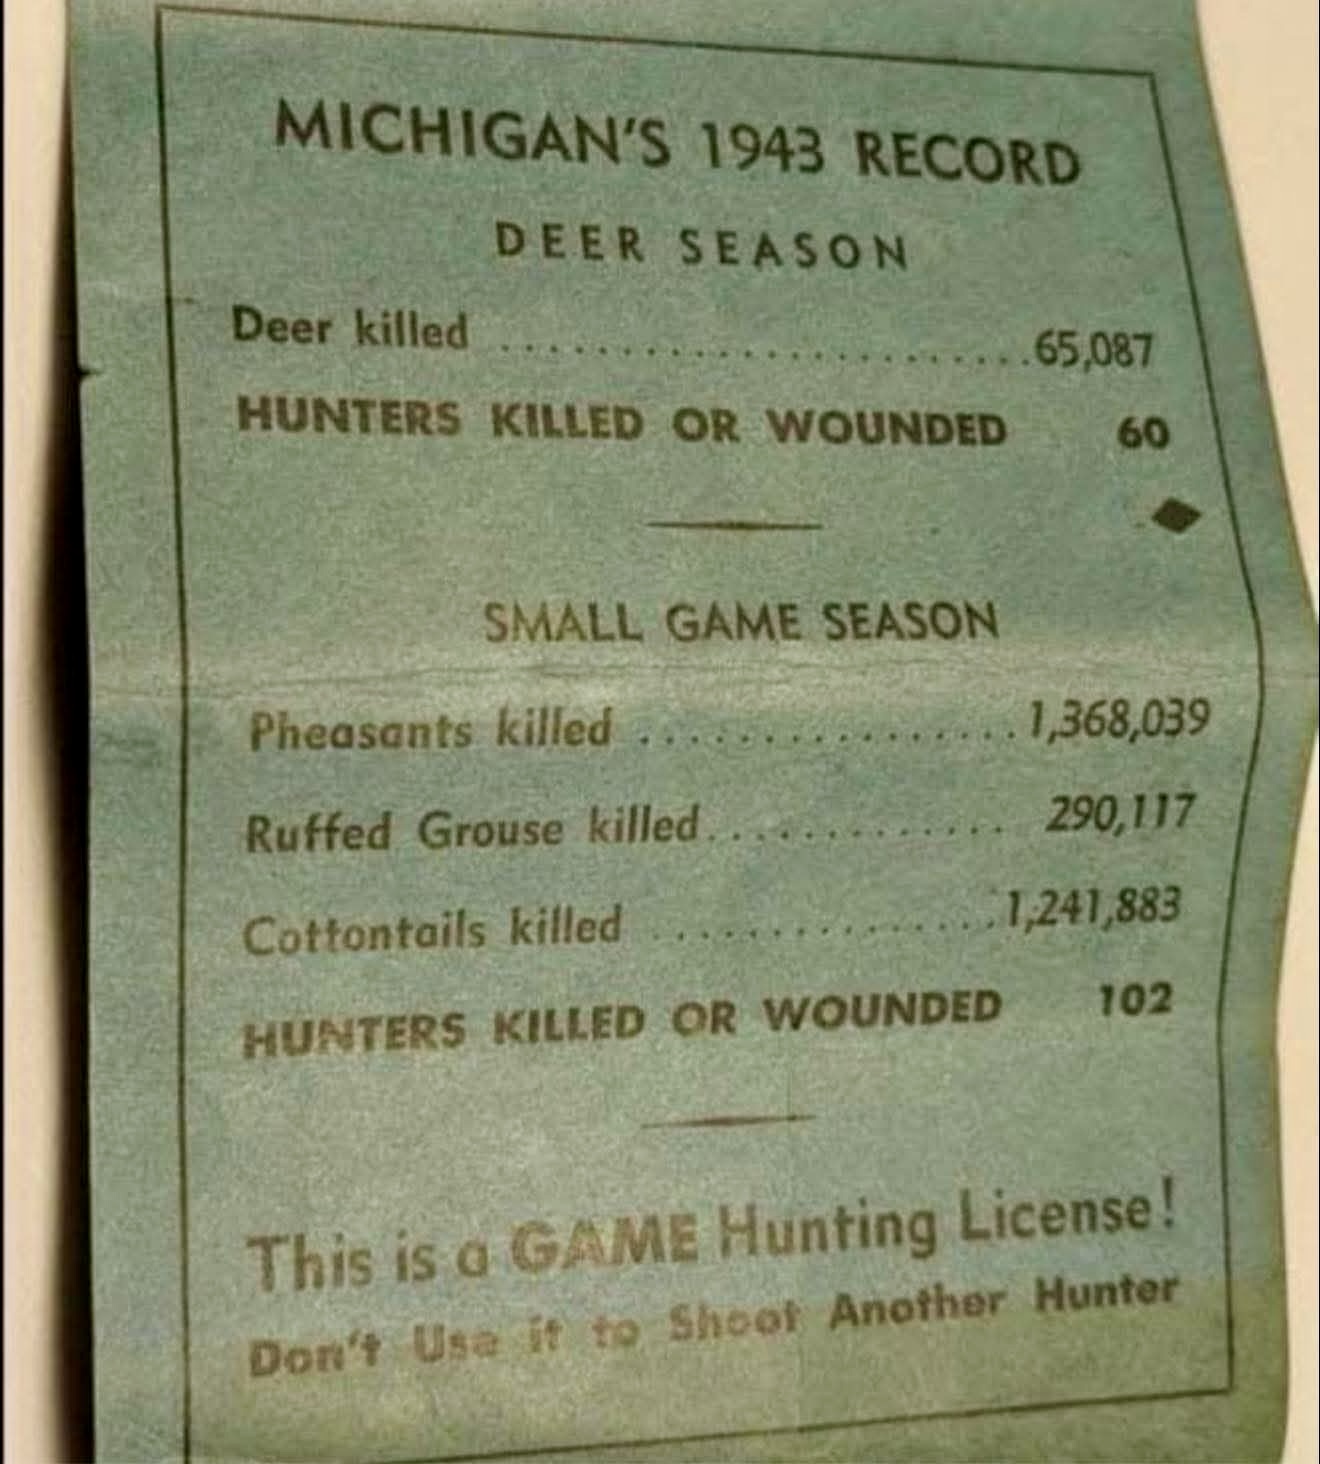 MICHIGAN'S 1943 RECORD
DEER SEASON
Deer killed ........................65,087
HUNTERS KILLED OR WOUNDED 60
SMALL GAME SEASON
Pheasants killed ................1,368,039
Ruffed Grouse killed............. 290,117
Cottontails killed ...............1,241,883
HUNTERS KILLED OR WOUNDED 102
This is a GAME Hunting License!
Don't Use it to Shoot Another Hunter